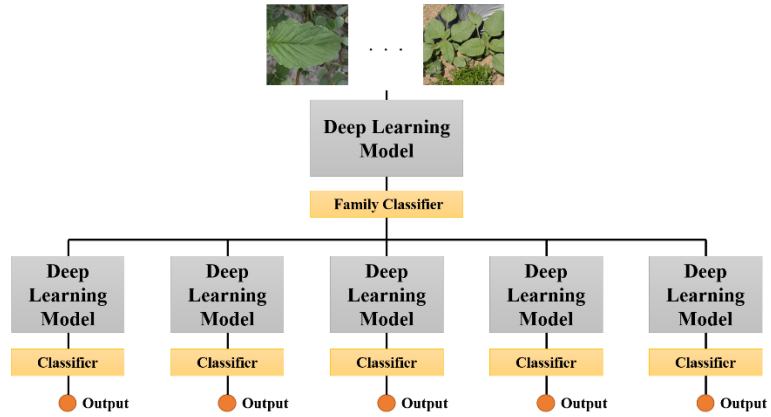 . . .
Deep Learning
Model
Family Classifier
Deep
Learning
Model
Deep
Learning
Model
Deep
Learning
Model
Deep
Learning
Model
Deep
Learning
Model
Classifier
Classifier
Classifier
Classifier
Classifier
Output
Output
Output
Output
Output